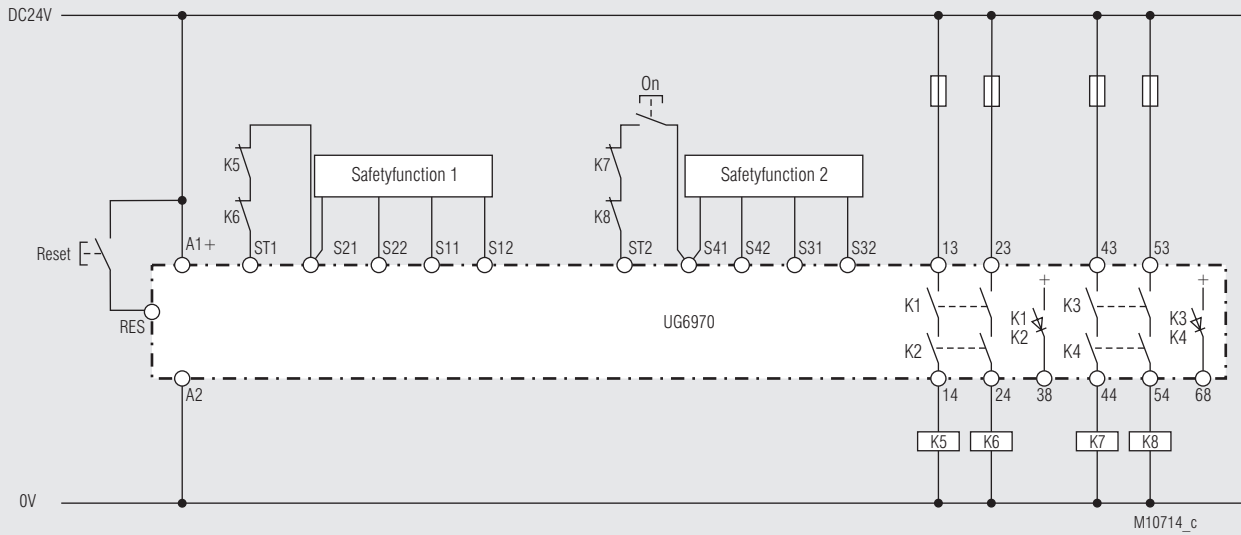 DC24V
On
K5
Safetyfunction 1
K7
Safetyfunction 2
K6
K8
Reset
A1+
ST1
S21
S22
S11
S12
ST2
S41
S42
S31
S32
13
23
43
53
RES
UG6970
K1
K2
+
K1
K2
K3
K4
+
K3
K4
A2
14
24
38
44
54
68
K5
K6
K7
K8
0V
M10714_c